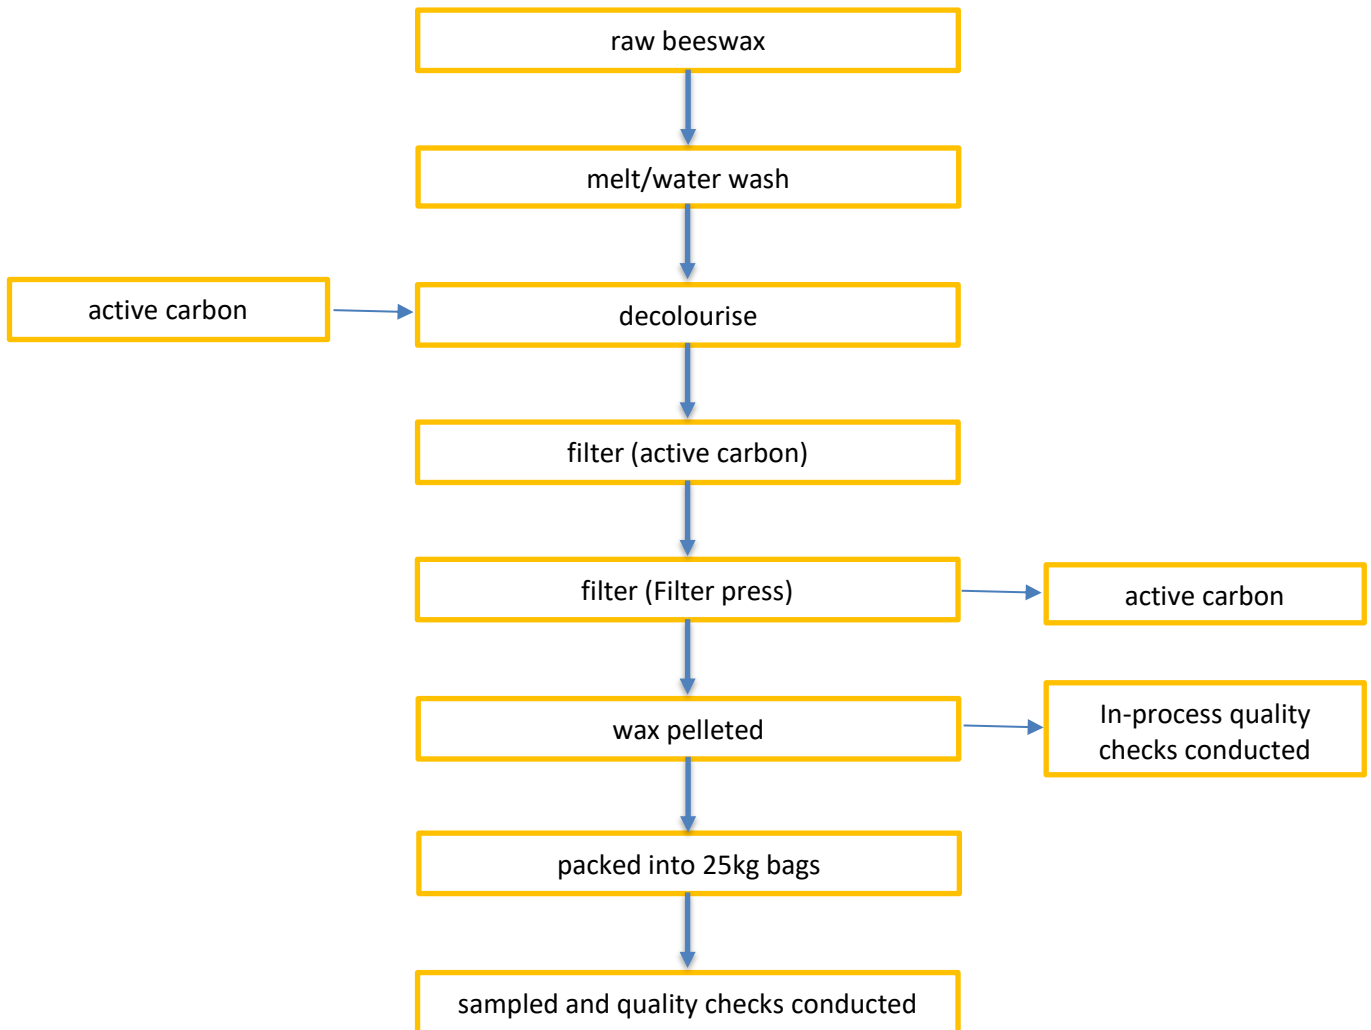 raw beeswax
melt/water wash
active carbon
decolourise
filter (active carbon)
filter (Filter press)
active carbon
wax pelleted
In-process quality
checks conducted
packed into 25kg bags
sampled and quality checks conducted